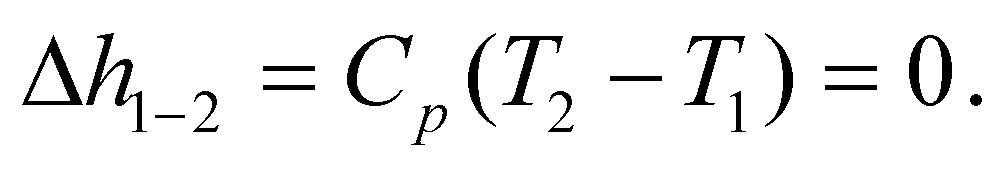 Δh₁₋₂ = Cₚ(T₂ − T₁) = 0.